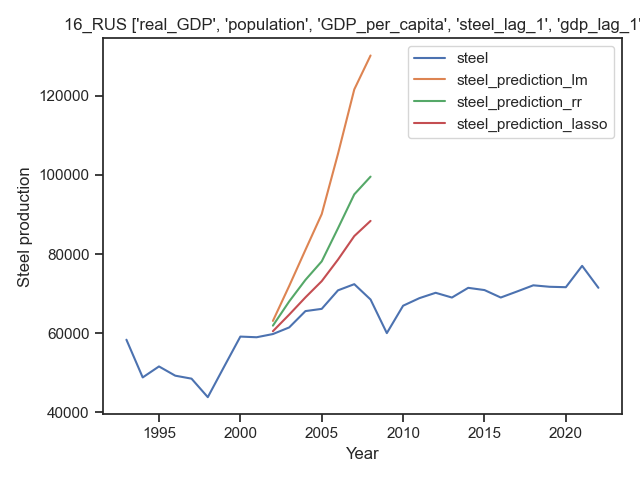 16_RUS ['real_GDP', 'population', 'GDP_per_capita', 'steel_lag_1', 'gdp_lag_1'
steel
steel_prediction_lm
steel_prediction_rr
steel_prediction_lasso
120000
100000
80000
60000
40000
Steel production
1995 2000 2005 2010 2015 2020
Year